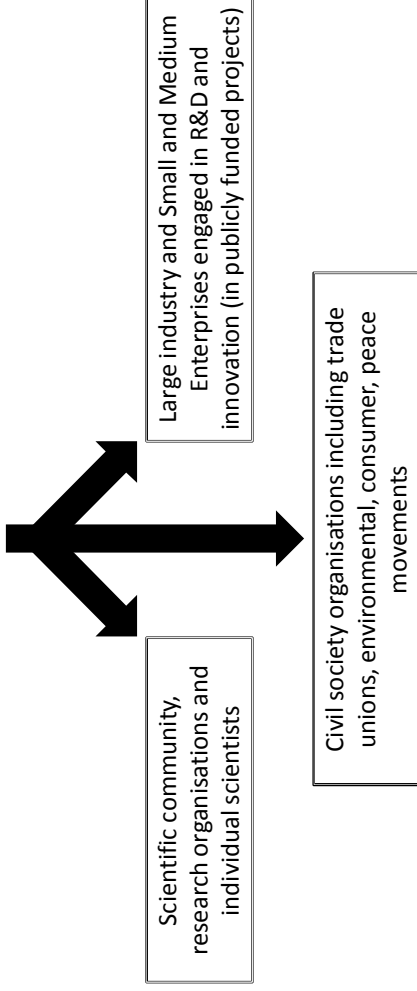 Scientific community,
research organisations and
individual scientists
Large industry and Small and Medium
Enterprises engaged in R&D and
innovation (in publicly funded projects)
Civil society organisations including trade
unions, environmental, consumer, peace
movements